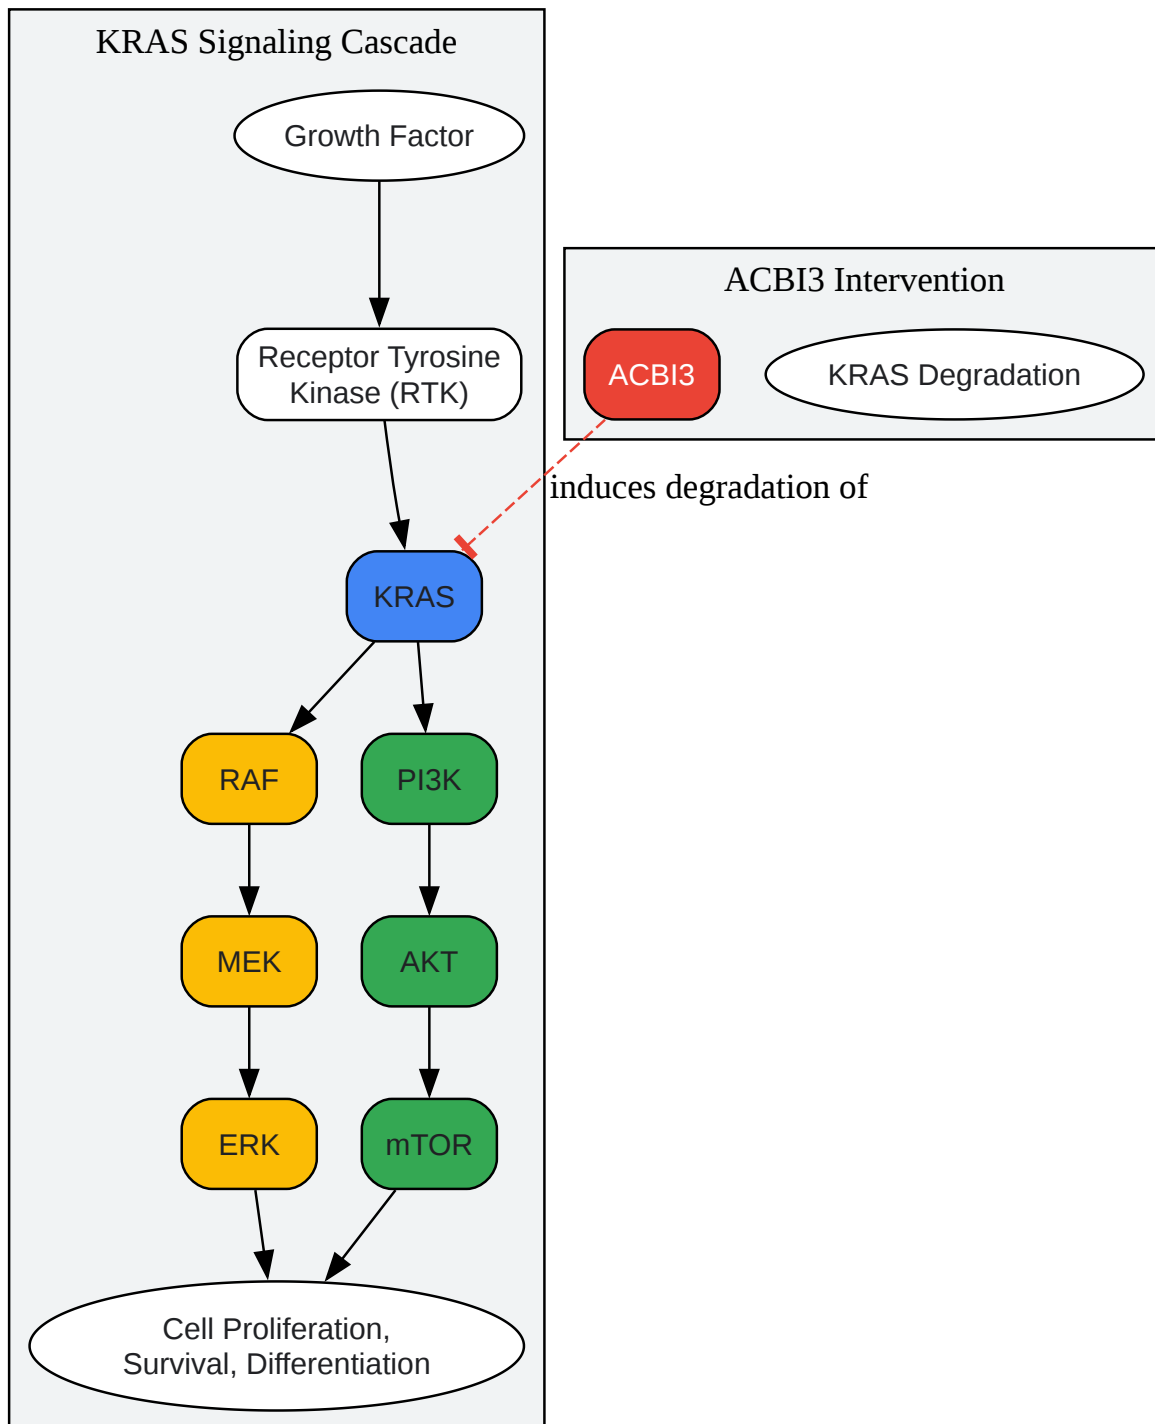 KRAS Signaling Cascade
Growth Factor
Receptor Tyrosine
Kinase (RTK)
ACBI3 Intervention
ACBI3
KRAS Degradation
induces degradation of
KRAS
RAF
PI3K
MEK
AKT
ERK
mTOR
Cell Proliferation,
Survival, Differentiation